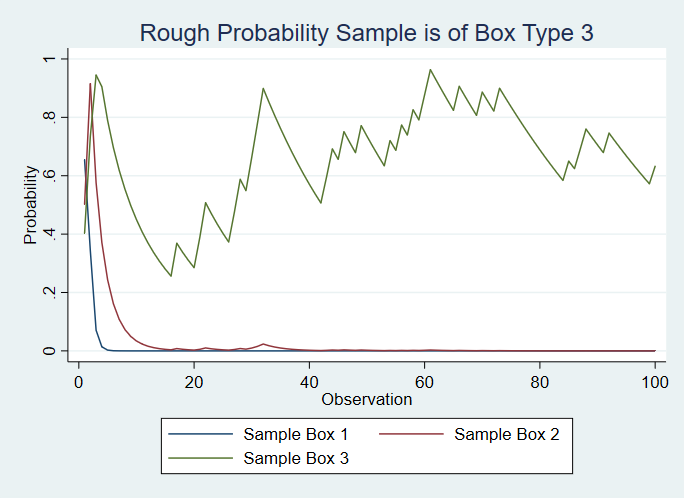 Rough Probability Sample is of Box Type 3
Probability
1
.8
.6
.4
.2
0
0 20 40 60 80 100
Observation
Sample Box 1 Sample Box 2
Sample Box 3